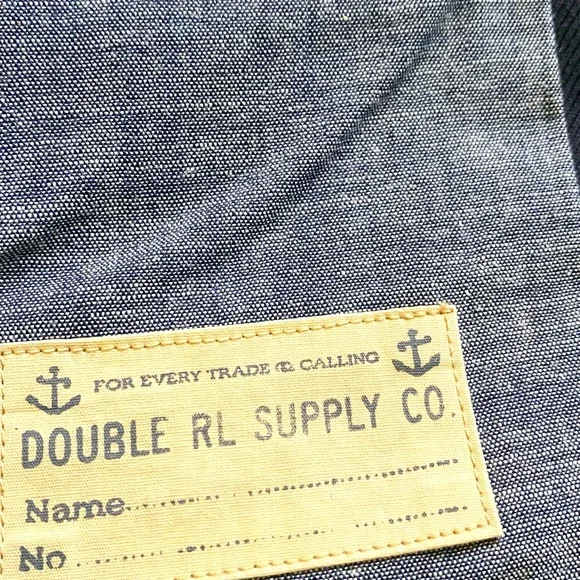 FOR EVERY TRADE & CALLING
DOUBLE RL SUPPLY CO.
Name
No